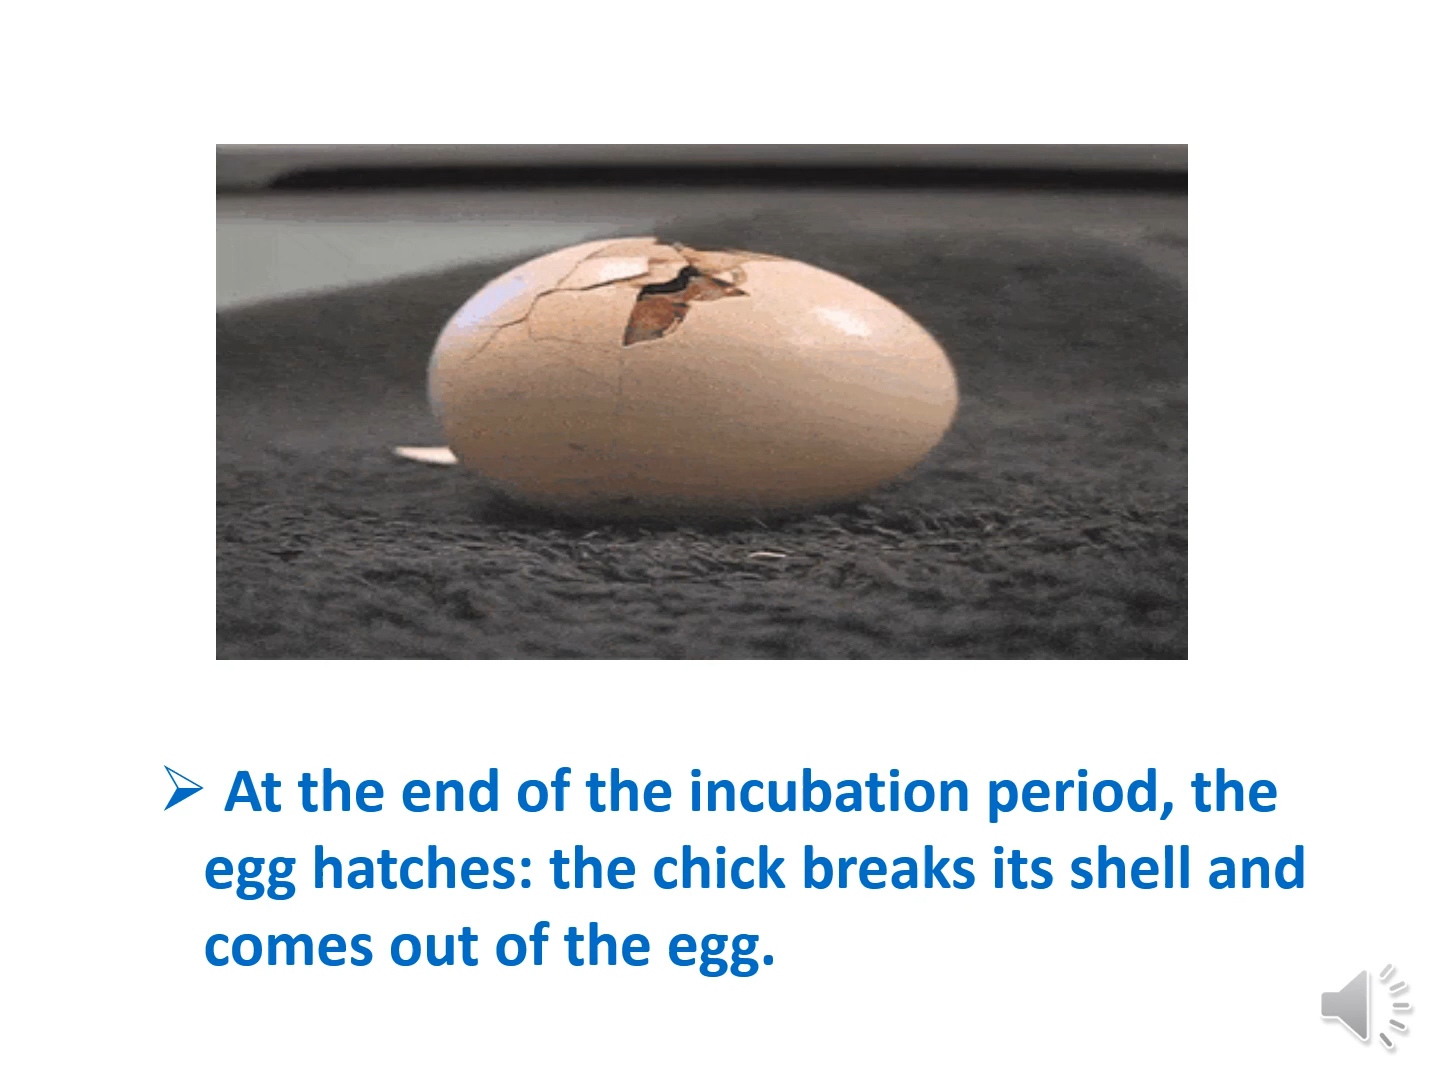 ➢ At the end of the incubation period, the
egg hatches: the chick breaks its shell and
comes out of the egg.